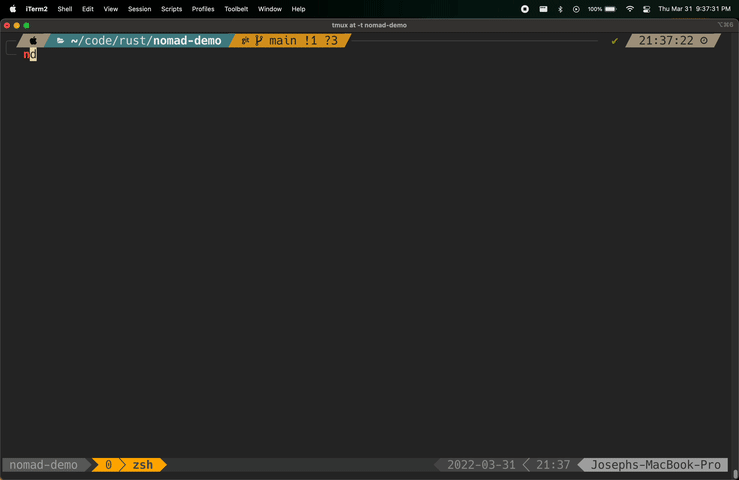 iTerm2 Shell Edit View Session Scripts Profiles Toolbelt Window Help 100% Thu Mar 31 9:37:31 PM
tmux at -t nomad-demo ⌥⌘B
~/code/rust/nomad-demo git main !1 ?3 ✔ 21:37:22
nd
nomad-demo 0 zsh 2022-03-31 21:37 Josephs-MacBook-Pro